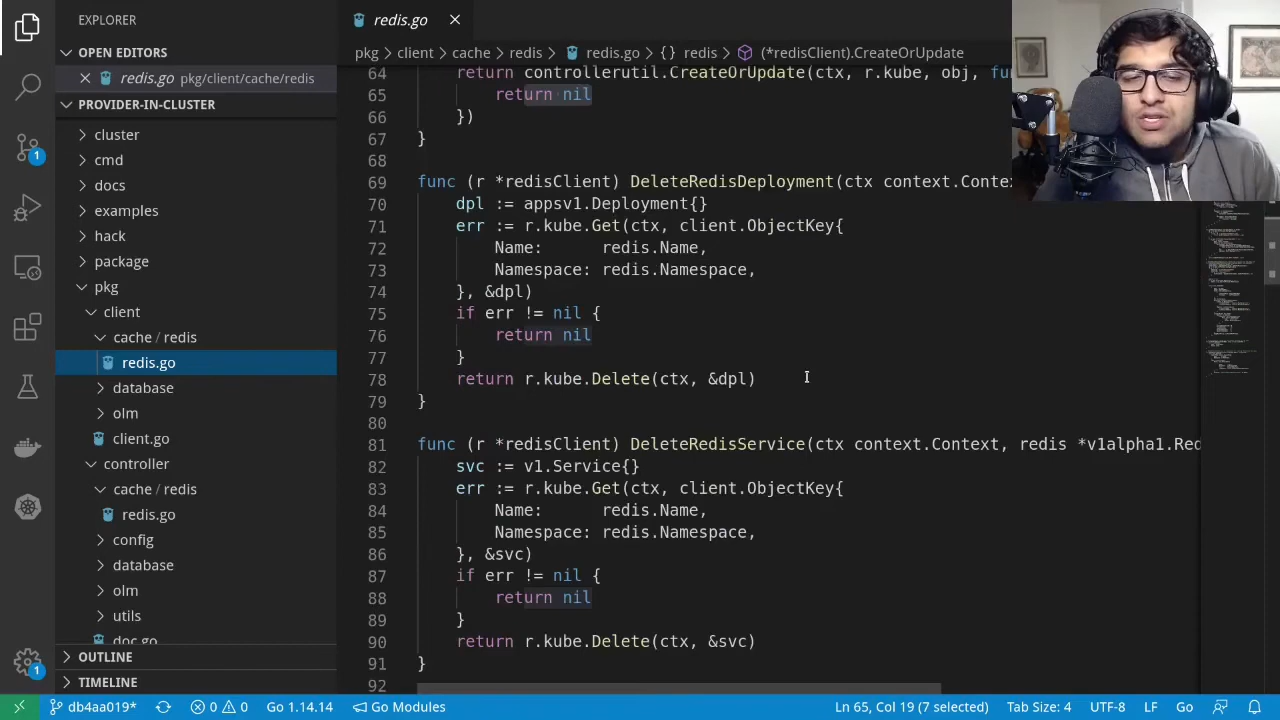 EXPLORER
OPEN EDITORS
redis.go pkg/client/cache/redis
PROVIDER-IN-CLUSTER
cluster
cmd
docs
examples
hack
package
pkg
client
cache / redis
redis.go
database
olm
client.go
controller
cache / redis
redis.go
config
database
olm
utils
doc.go
OUTLINE
TIMELINE
redis.go
pkg > client > cache > redis > redis.go > {} redis > (*redisClient).CreateOrUpdate
64 return controllerutil.CreateOrUpdate(ctx, r.kube, obj, fun
65 return nil
66 })
67 }
68
69 func (r *redisClient) DeleteRedisDeployment(ctx context.Contex
70 dpl := appsv1.Deployment{}
71 err := r.kube.Get(ctx, client.ObjectKey{
72 Name: redis.Name,
73 Namespace: redis.Namespace,
74 }, &dpl)
75 if err != nil {
76 return nil
77 }
78 return r.kube.Delete(ctx, &dpl)
79 }
80
81 func (r *redisClient) DeleteRedisService(ctx context.Context, redis *v1alpha1.Red
82 svc := v1.Service{}
83 err := r.kube.Get(ctx, client.ObjectKey{
84 Name: redis.Name,
85 Namespace: redis.Namespace,
86 }, &svc)
87 if err != nil {
88 return nil
89 }
90 return r.kube.Delete(ctx, &svc)
91 }
92
1
1
db4aa019* 0 0 Go 1.14.14 Go Modules Ln 65, Col 19 (7 selected) Tab Size: 4 UTF-8 LF Go